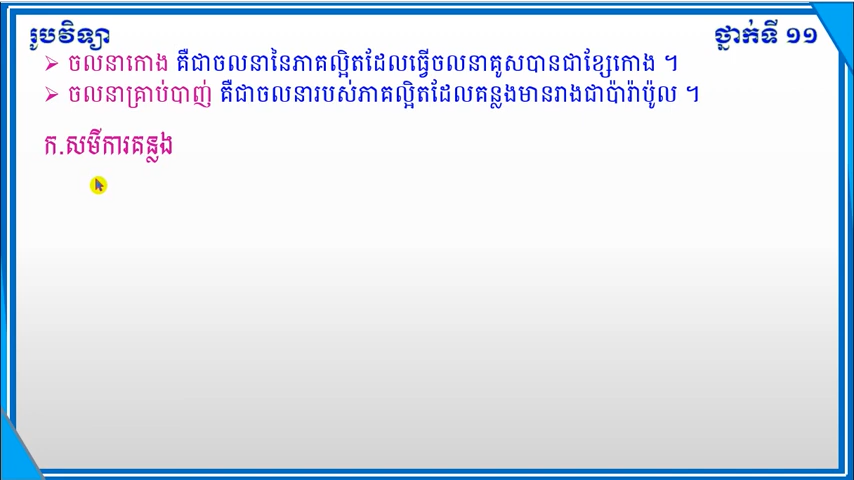 រូបវិទ្យា ថ្នាក់ទី ១១
➢ ចលនាកោង គឺជាចលនានៃភាគល្អិតដែលធ្វើចលនាគូសបានជាខ្សែកោង ។
➢ ចលនាគ្រាប់បាញ់ គឺជាចលនារបស់ភាគល្អិតដែលគន្លងមានរាងជាប៉ារ៉ាប៉ូល ។
ក.សមីការគន្លង